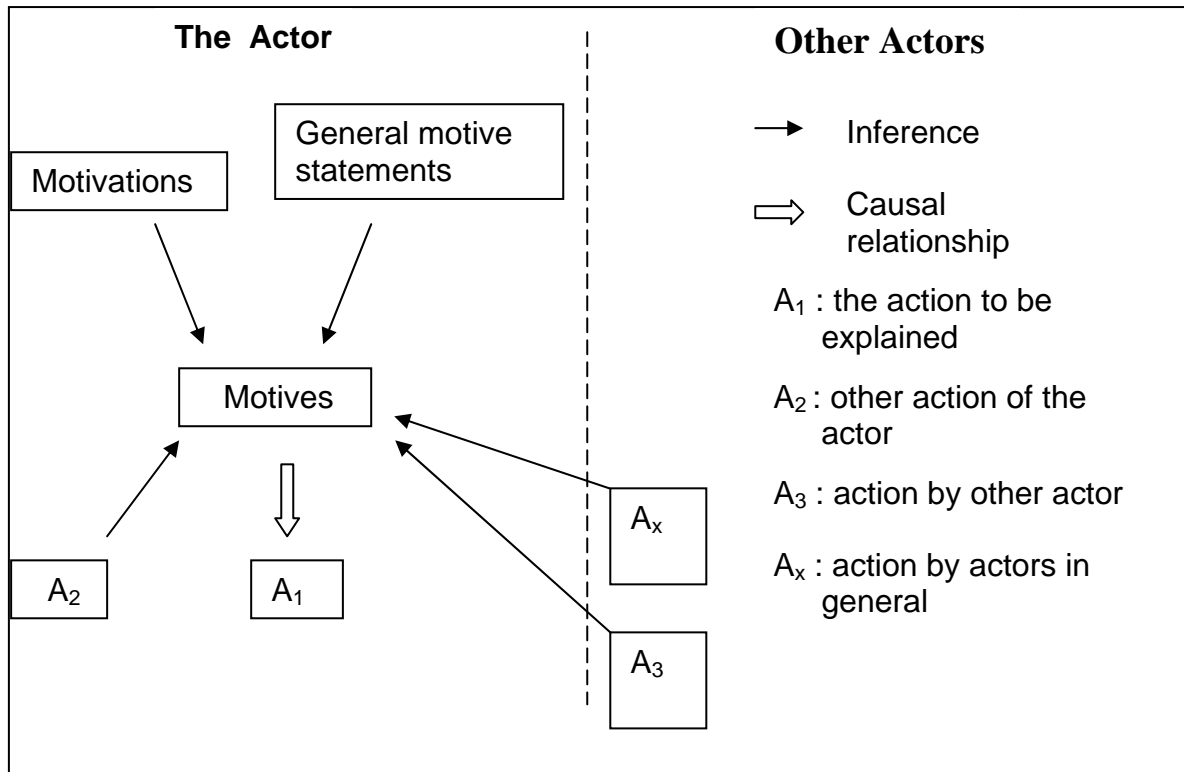 The Actor
Motivations
General motive
statements
Motives
A₂
A₁
Other Actors
Inference
Causal
relationship
A₁ : the action to be
explained
A₂ : other action of the
actor
A₃ : action by other actor
Aₓ : action by actors in
general
Aₓ
A₃